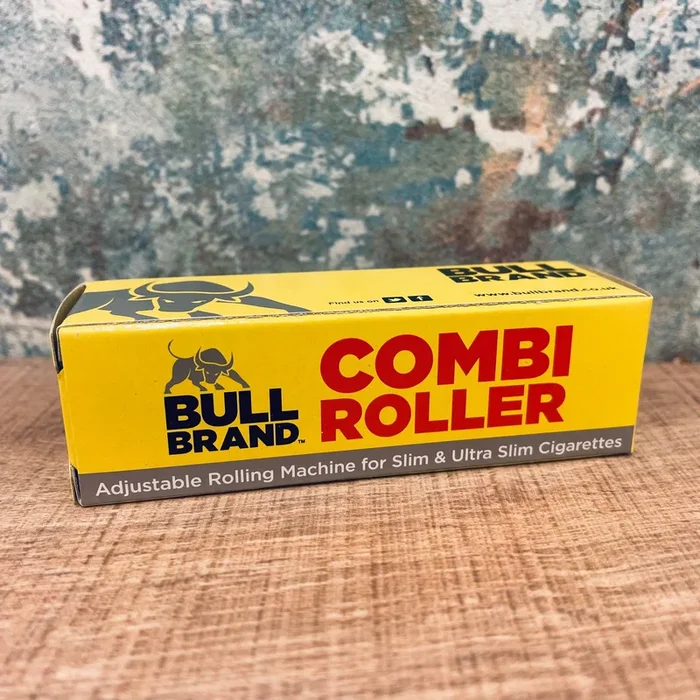 BULL
BRAND
Find us on
www.bullbrand.co.uk
BULL
BRAND™
COMBI
ROLLER
Adjustable Rolling Machine for Slim & Ultra Slim Cigarettes